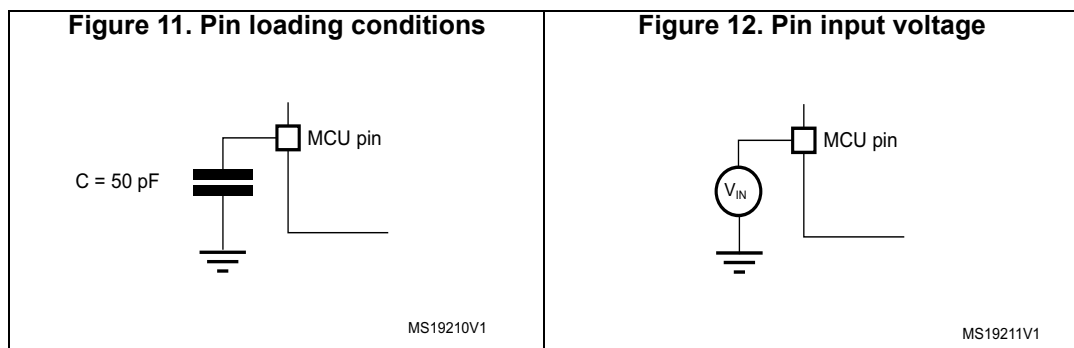 Figure 11. Pin loading conditions
MCU pin
C = 50 pF
MS19210V1
Figure 12. Pin input voltage
MCU pin
VIN
MS19211V1